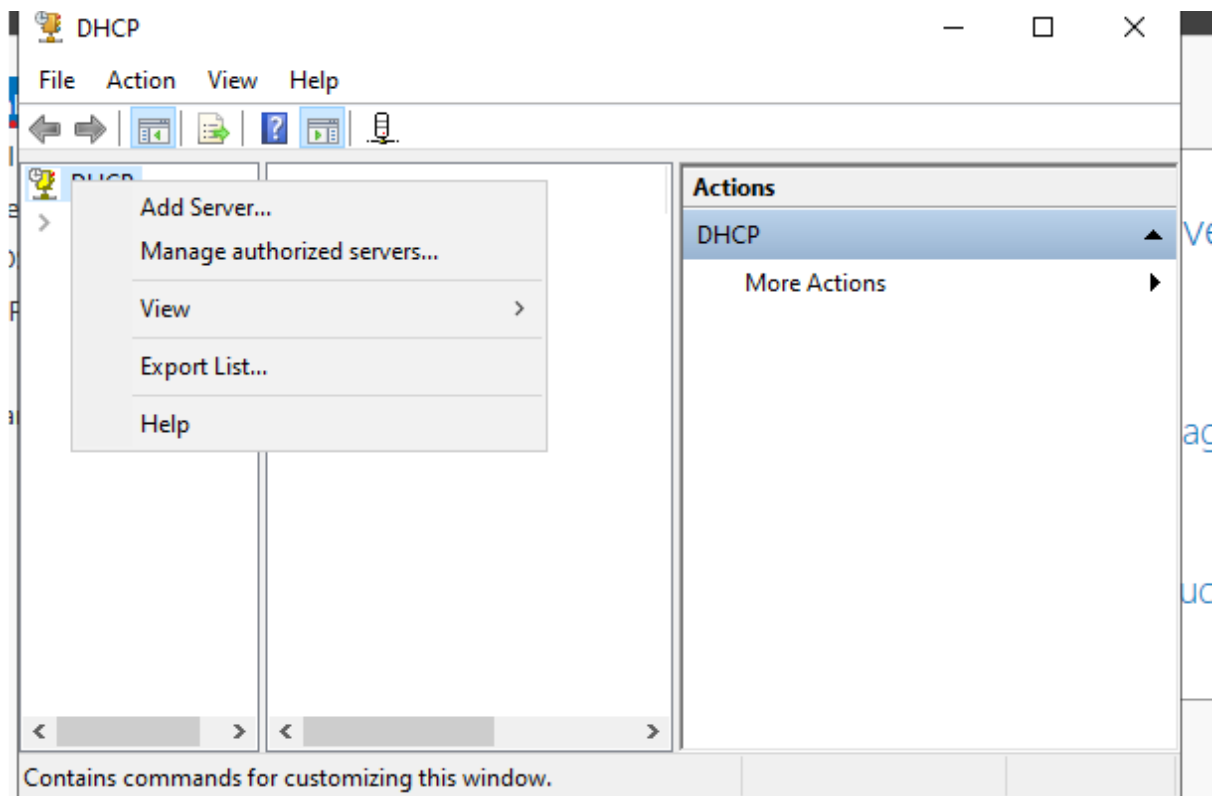 DHCP
File Action View Help
DHCP
Add Server...
Manage authorized servers...
View
Export List...
Help
Actions
DHCP
More Actions
Contains commands for customizing this window.